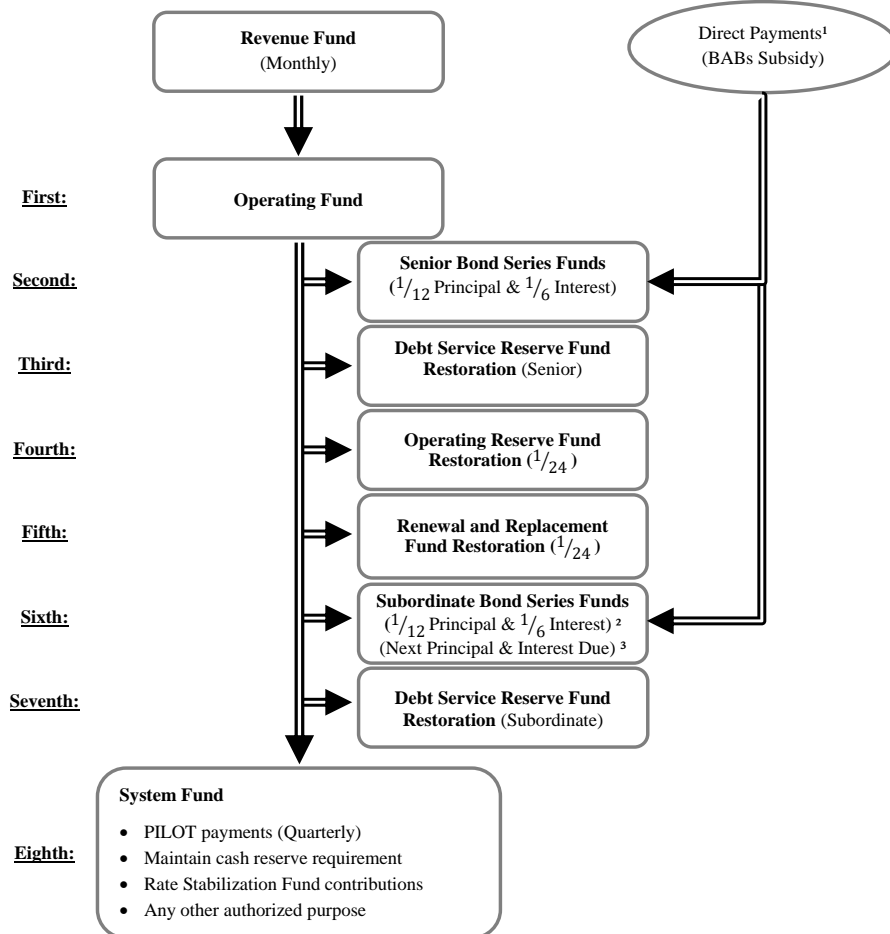 Revenue Fund
(Monthly)
Direct Payments¹
(BABs Subsidy)
First:
Operating Fund
Second:
Senior Bond Series Funds
(1/12 Principal & 1/6 Interest)
Third:
Debt Service Reserve Fund
Restoration (Senior)
Fourth:
Operating Reserve Fund
Restoration (1/24 )
Fifth:
Renewal and Replacement
Fund Restoration (1/24 )
Sixth:
Subordinate Bond Series Funds
(1/12 Principal & 1/6 Interest) ²
(Next Principal & Interest Due) ³
Seventh:
Debt Service Reserve Fund
Restoration (Subordinate)
Eighth:
System Fund
• PILOT payments (Quarterly)
• Maintain cash reserve requirement
• Rate Stabilization Fund contributions
• Any other authorized purpose